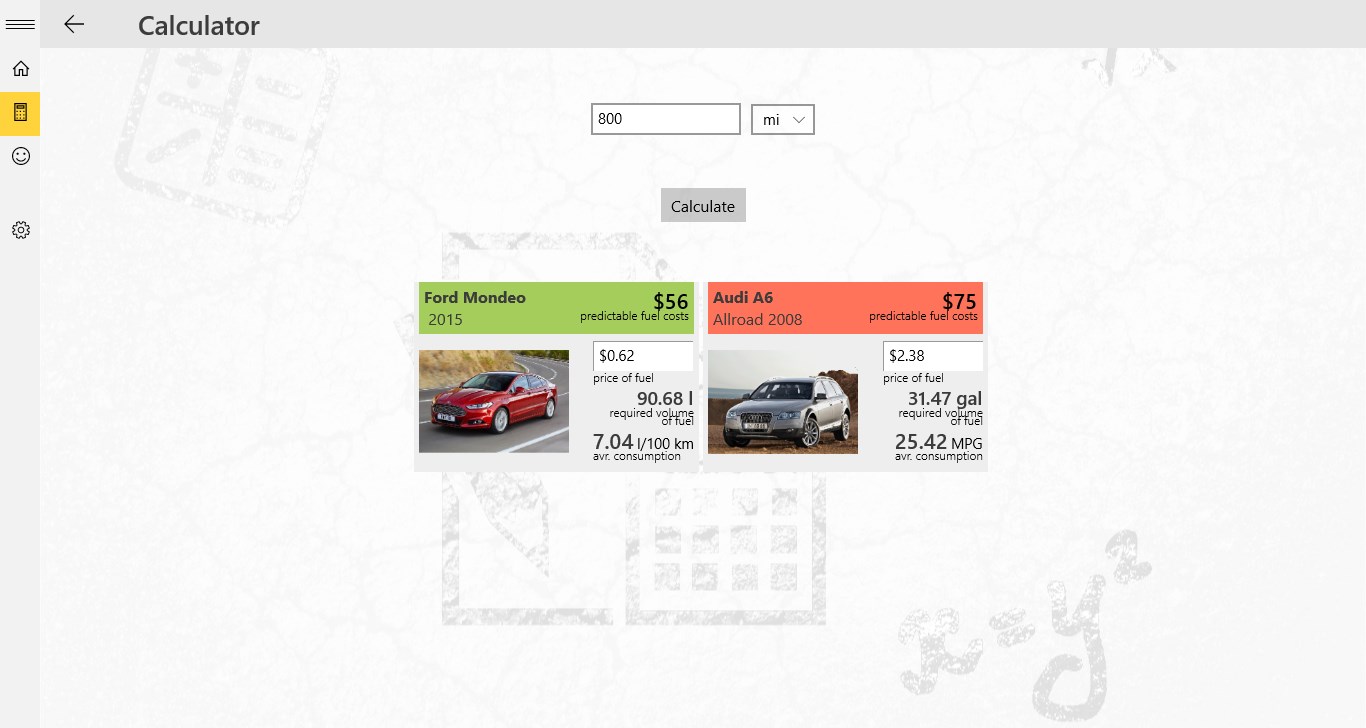 Calculator
800
mi
Calculate
Ford Mondeo
$56
2015
predictable fuel costs
$0.62
price of fuel
90.68 l
required volume
of fuel
7.04 l/100 km
avr. consumption
Audi A6
$75
Allroad 2008
predictable fuel costs
$2.38
price of fuel
31.47 gal
required volume
of fuel
25.42 MPG
avr. consumption
x=y²